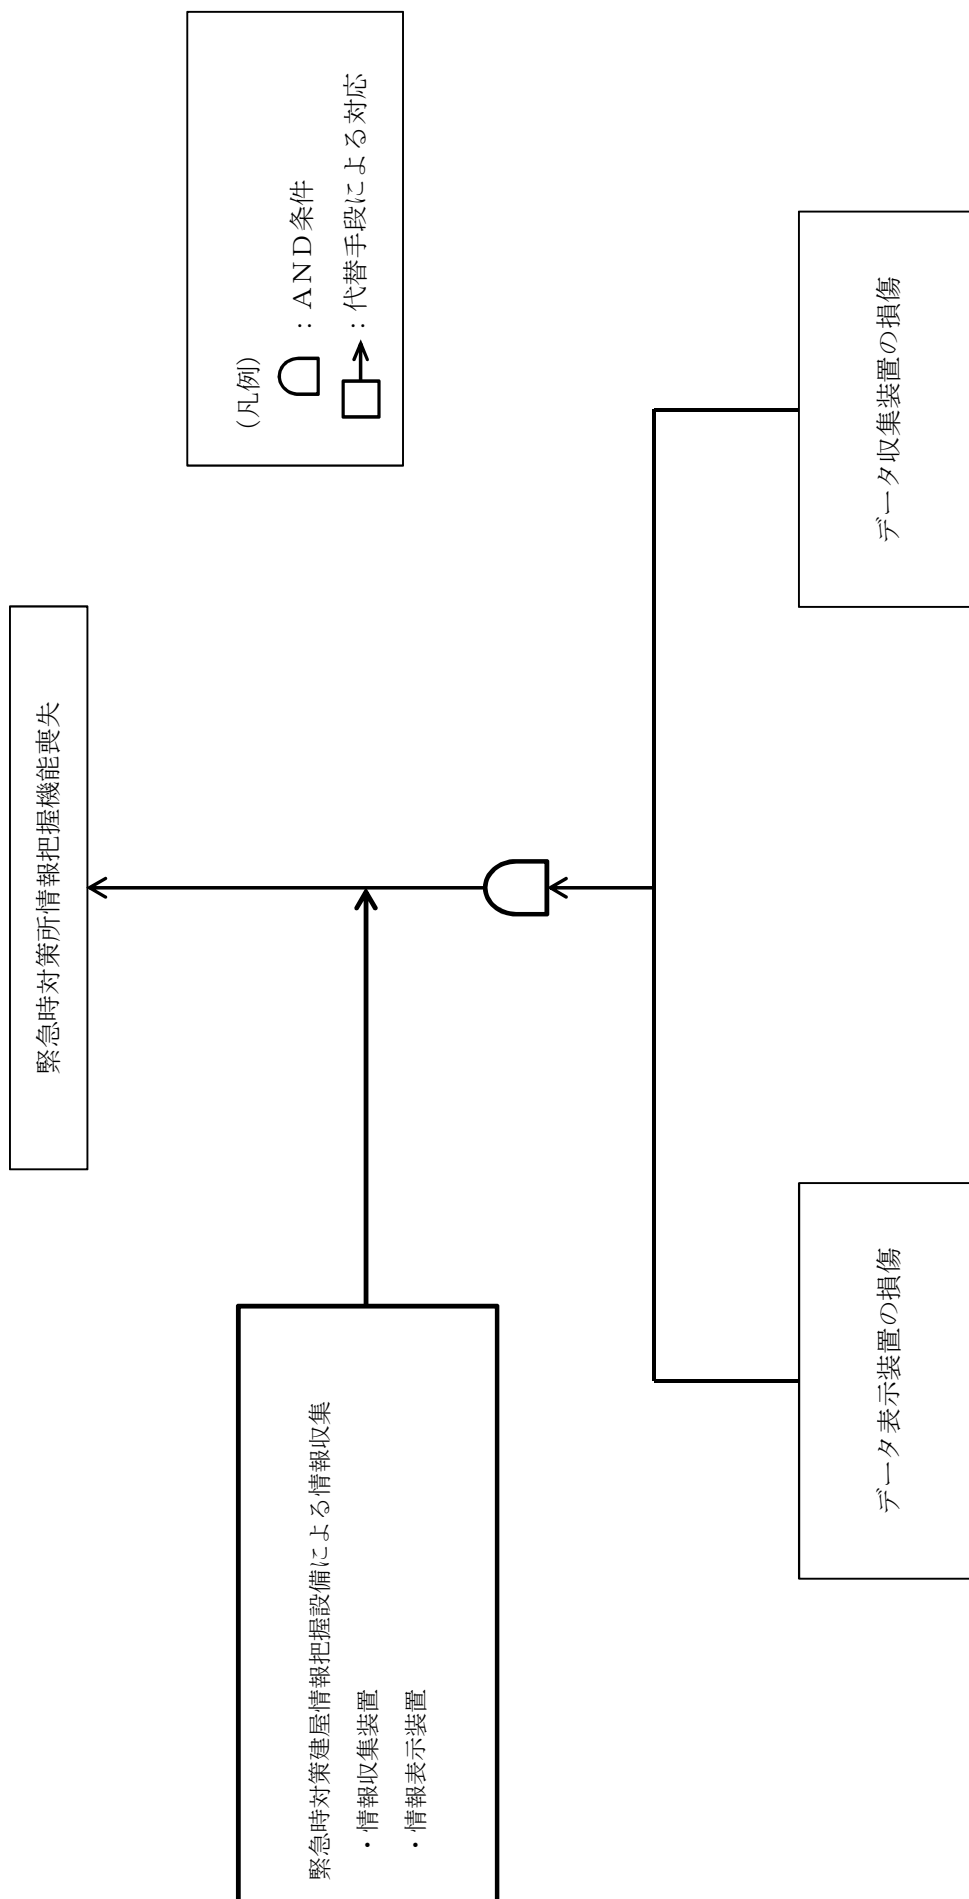 緊急時対策所情報把握機能喪失
緊急時対策建屋情報把握設備による情報収集
・情報収集装置
・情報表示装置
(凡例)
：AND条件
：代替手段による対応
データ表示装置の損傷
データ収集装置の損傷